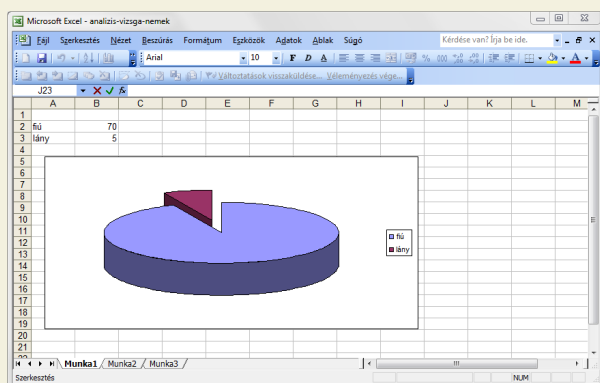 Microsoft Excel - analizis-vizsga-nemek
Fájl Szerkesztés Nézet Beszúrás Formátum Eszközök Adatok Ablak Súgó Kérdése van? Írja be ide.
Arial 10 F D A % 000
Változtatások visszaküldése... Véleményezés vége...
J23 fx
A B C D E F G H I J K L M
1
2 fiú 70
3 lány 5
4
5
6
7
8
9
10
11
fiú
12
lány
13
14
15
16
17
18
19
20
21
Munka1 Munka2 Munka3
Szerkesztés NUM